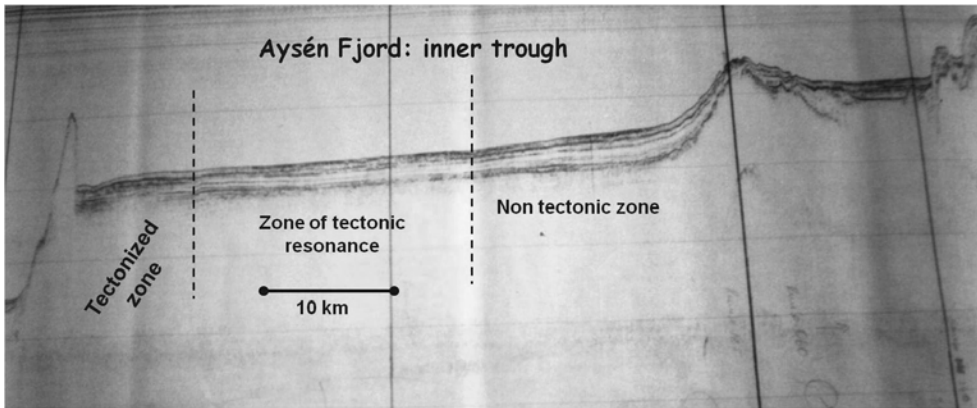 Aysén Fjord: inner trough
Tectonized
zone
Zone of tectonic
resonance
Non tectonic zone
10 km